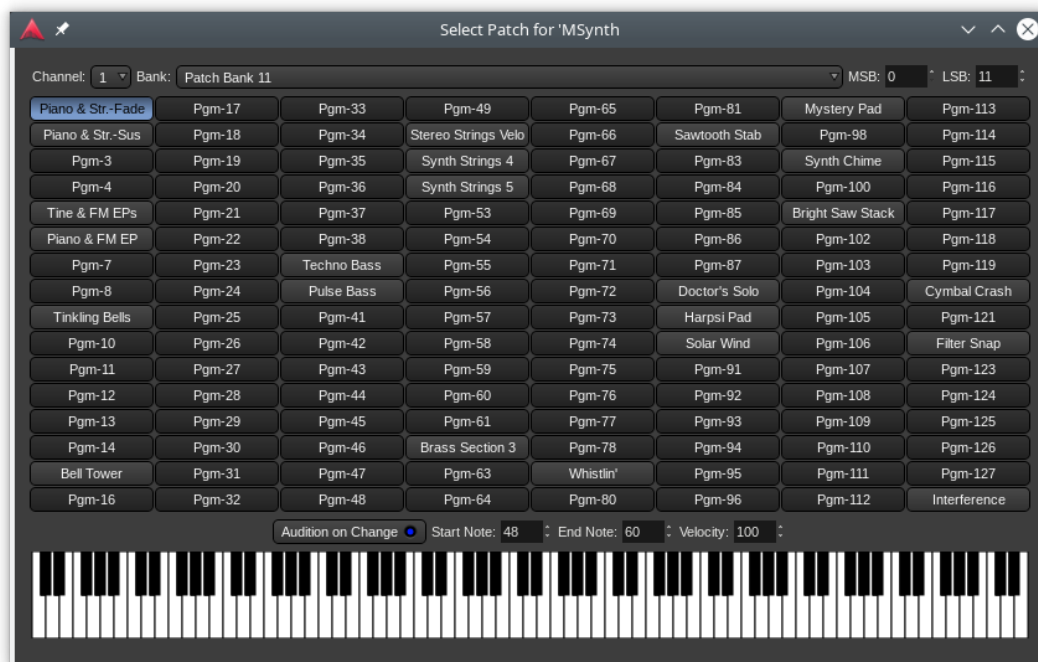 Select Patch for 'MSynth
Channel: 1 Bank: Patch Bank 11 MSB: 0 LSB: 11
Piano & Str.-Fade Pgm-17 Pgm-33 Pgm-49 Pgm-65 Pgm-81 Mystery Pad Pgm-113
Piano & Str.-Sus Pgm-18 Pgm-34 Stereo Strings Velo Pgm-66 Sawtooth Stab Pgm-98 Pgm-114
Pgm-3 Pgm-19 Pgm-35 Synth Strings 4 Pgm-67 Pgm-83 Synth Chime Pgm-115
Pgm-4 Pgm-20 Pgm-36 Synth Strings 5 Pgm-68 Pgm-84 Pgm-100 Pgm-116
Tine & FM EPs Pgm-21 Pgm-37 Pgm-53 Pgm-69 Pgm-85 Bright Saw Stack Pgm-117
Piano & FM EP Pgm-22 Pgm-38 Pgm-54 Pgm-70 Pgm-86 Pgm-102 Pgm-118
Pgm-7 Pgm-23 Techno Bass Pgm-55 Pgm-71 Pgm-87 Pgm-103 Pgm-119
Pgm-8 Pgm-24 Pulse Bass Pgm-56 Pgm-72 Doctor's Solo Pgm-104 Cymbal Crash
Tinkling Bells Pgm-25 Pgm-41 Pgm-57 Pgm-73 Harpsi Pad Pgm-105 Pgm-121
Pgm-10 Pgm-26 Pgm-42 Pgm-58 Pgm-74 Solar Wind Pgm-106 Filter Snap
Pgm-11 Pgm-27 Pgm-43 Pgm-59 Pgm-75 Pgm-91 Pgm-107 Pgm-123
Pgm-12 Pgm-28 Pgm-44 Pgm-60 Pgm-76 Pgm-92 Pgm-108 Pgm-124
Pgm-13 Pgm-29 Pgm-45 Pgm-61 Pgm-77 Pgm-93 Pgm-109 Pgm-125
Pgm-14 Pgm-30 Pgm-46 Brass Section 3 Pgm-78 Pgm-94 Pgm-110 Pgm-126
Bell Tower Pgm-31 Pgm-47 Pgm-63 Whistlin' Pgm-95 Pgm-111 Pgm-127
Pgm-16 Pgm-32 Pgm-48 Pgm-64 Pgm-80 Pgm-96 Pgm-112 Interference
Audition on Change Start Note: 48 End Note: 60 Velocity: 100